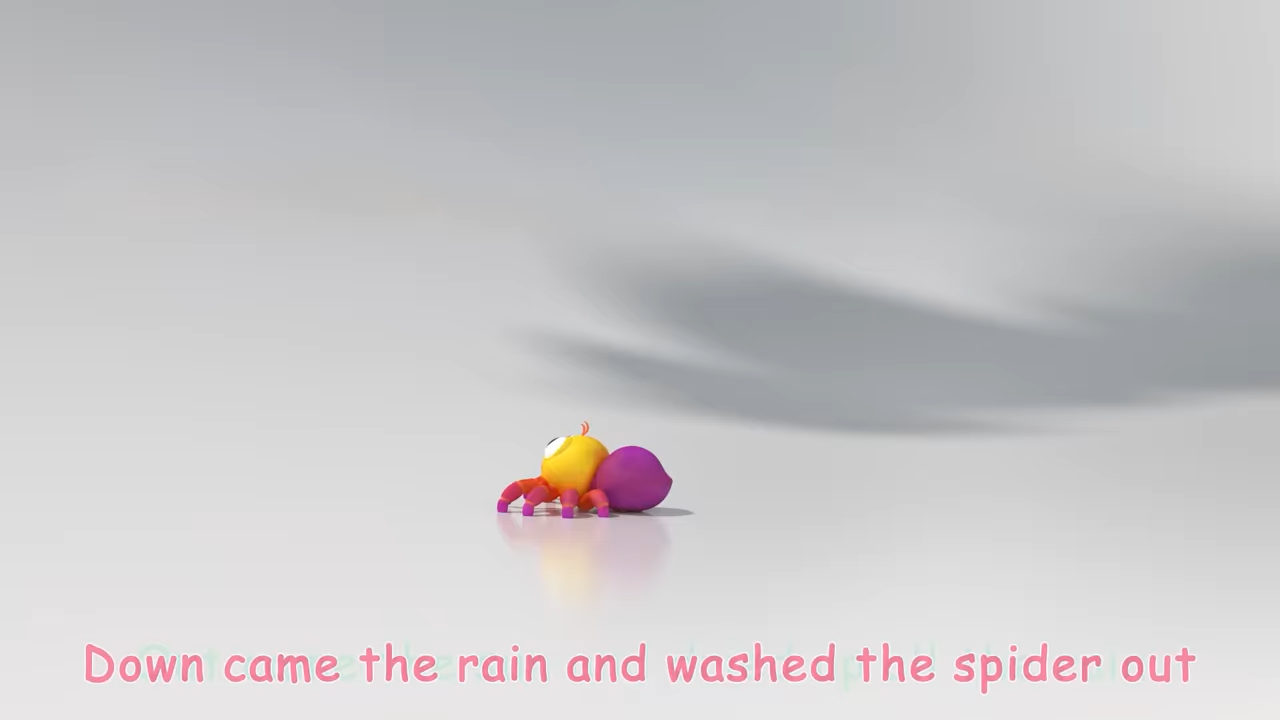 Down came the rain and washed the spider out